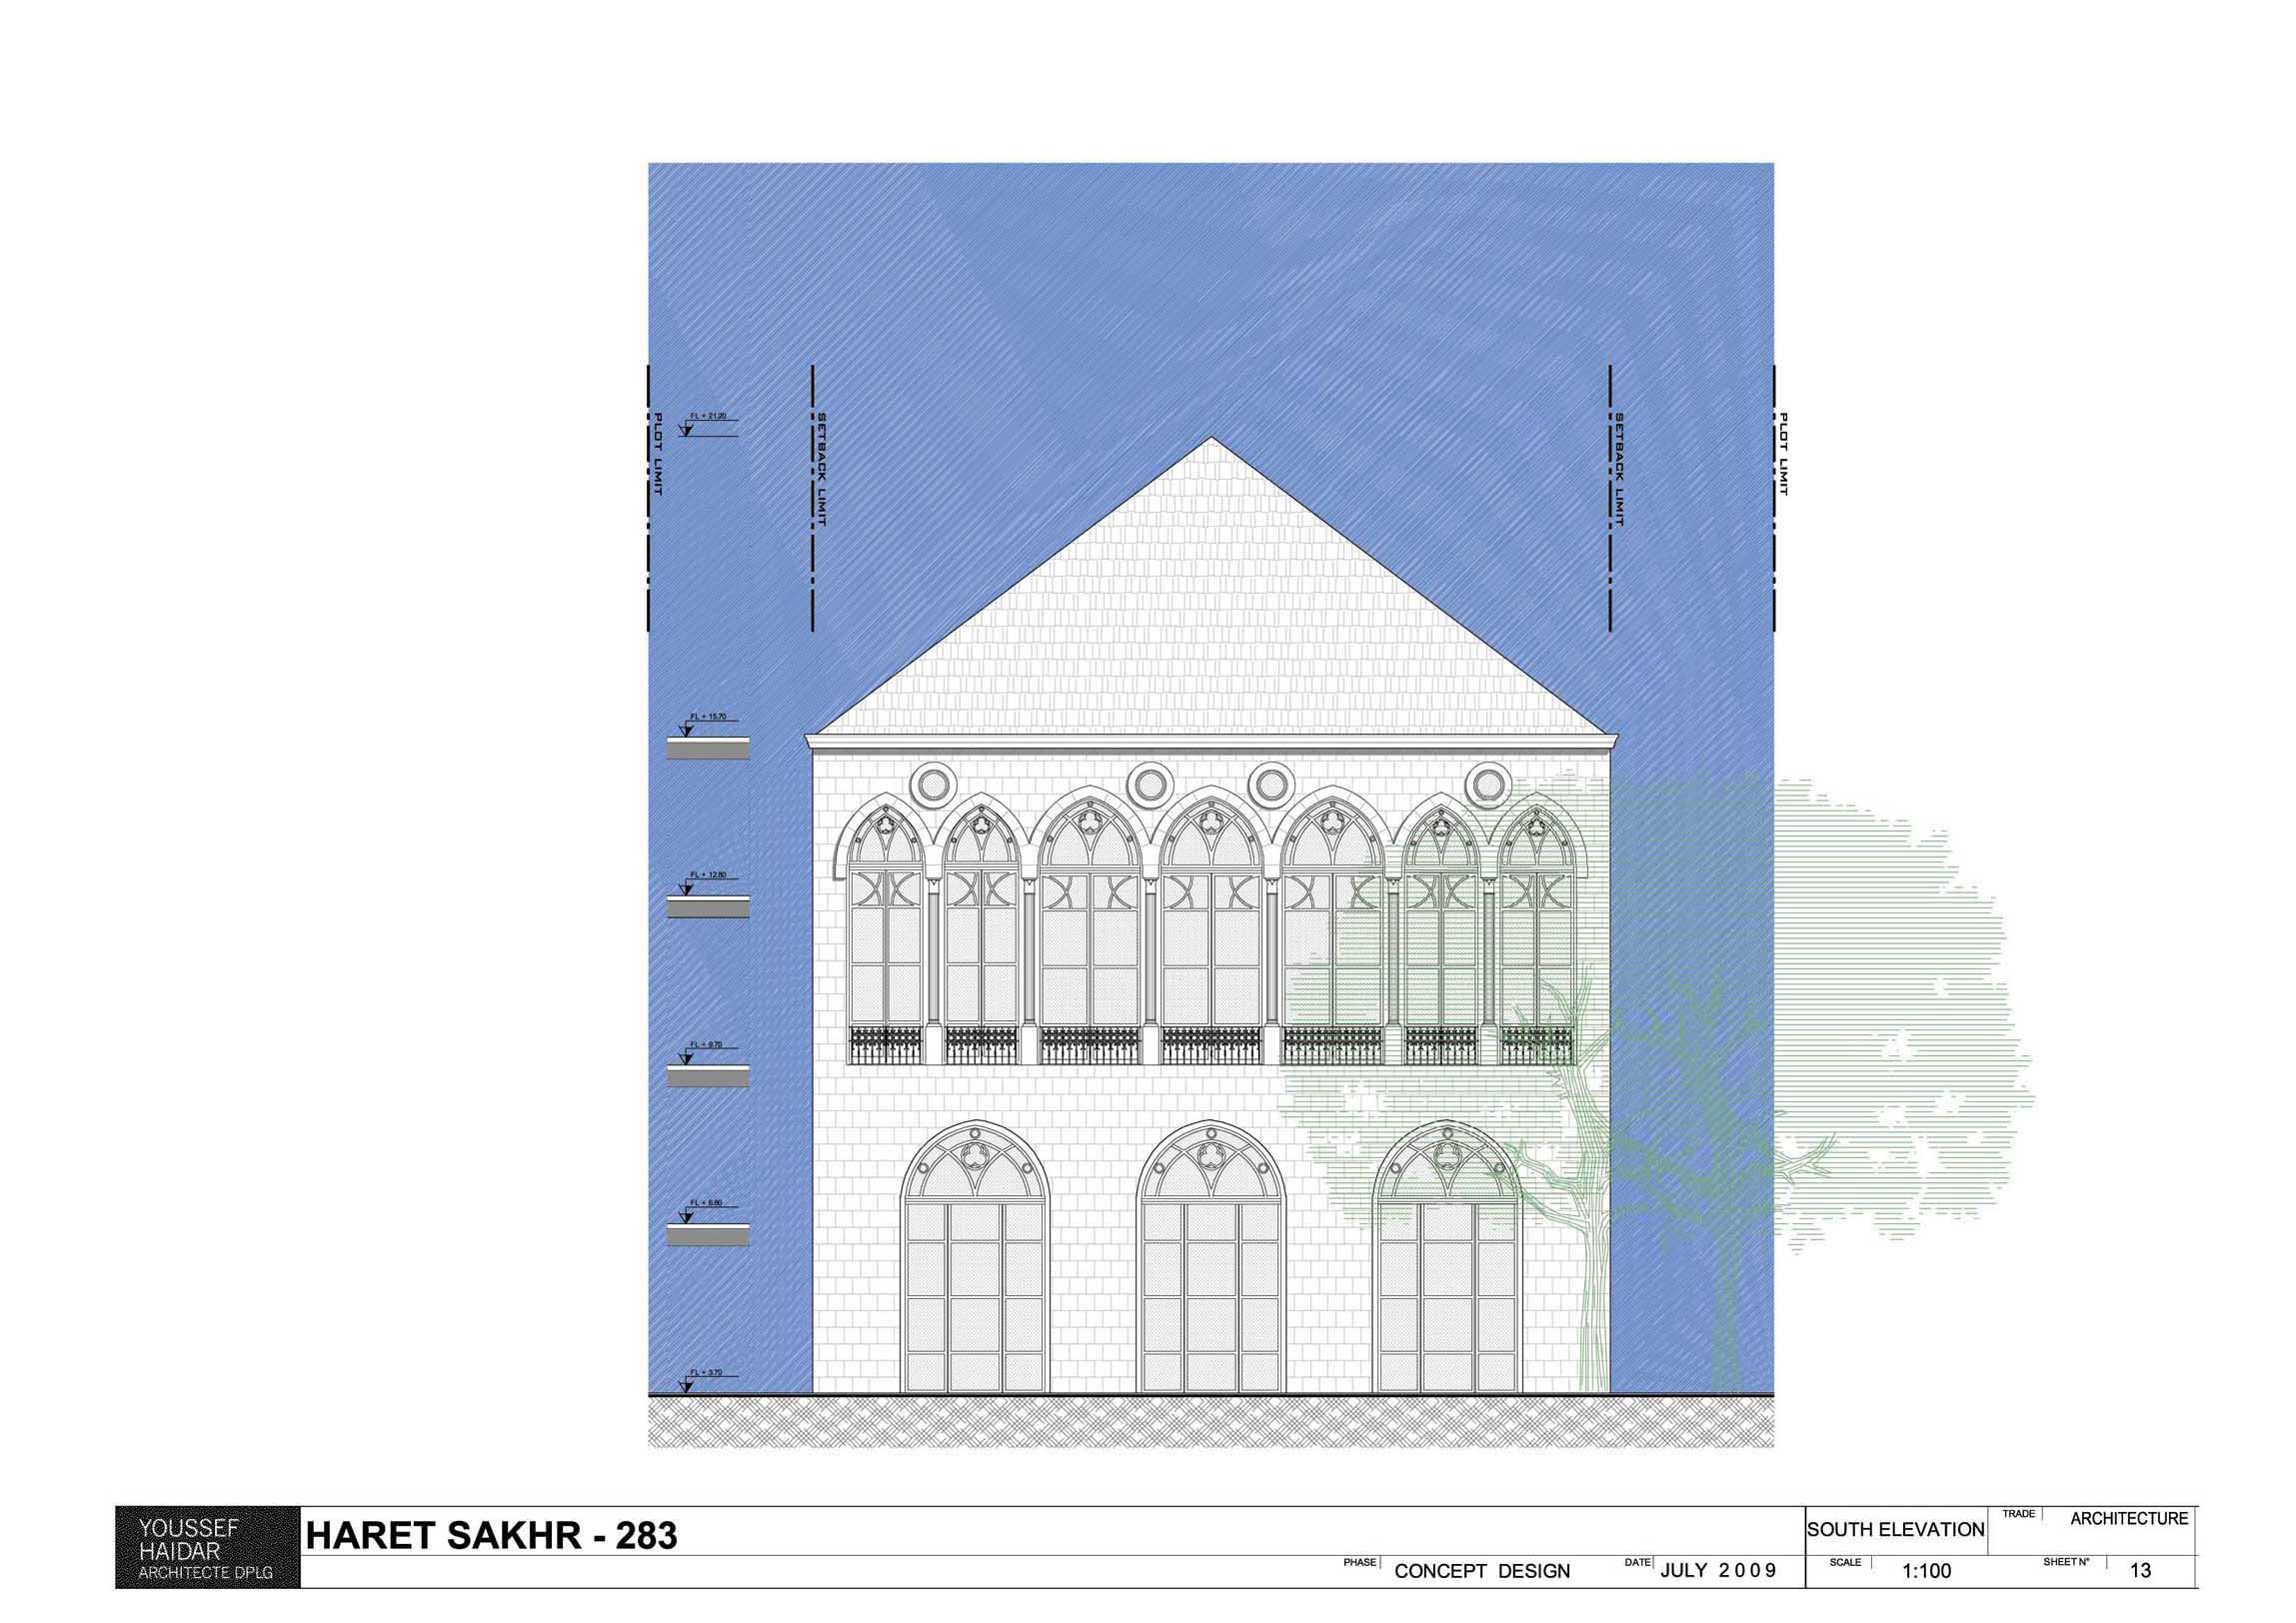 FL + 21.20
PLOT LIMIT
SETBACK LIMIT
SETBACK LIMIT
PLOT LIMIT
FL + 15.70
FL + 12.80
FL + 9.70
FL + 6.80
FL + 3.70
YOUSSEF
HAIDAR
ARCHITECTE DPLG
HARET SAKHR - 283
PHASE CONCEPT DESIGN
DATE JULY 2009
SOUTH ELEVATION
TRADE ARCHITECTURE
SCALE 1:100
SHEET N° 13